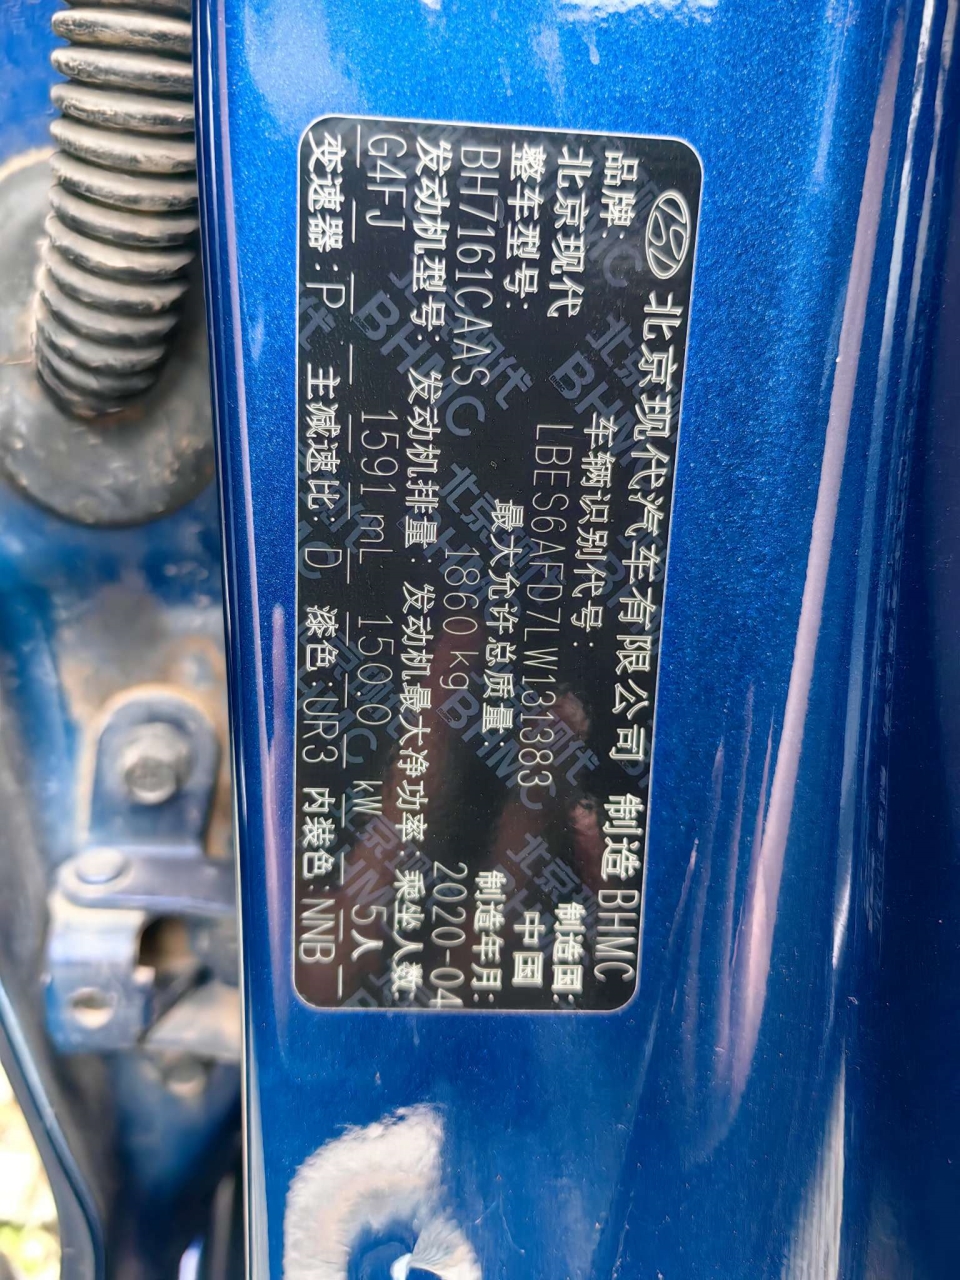 北京现代汽车有限公司 制造 BHMC
品牌: 车辆识别代号: 制造国:
北京现代 LBES6AFD7LW131383 中国
整车型号: 最大允许总质量: 制造年月:
BH7161CAAS 1860kg 2020-04
发动机型号: 发动机排量: 发动机最大净功率: 乘坐人数:
G4FJ 1591mL 150.0 kW 5人
变速器:P 主减速比:D 漆色:UR3 内装色:NNB